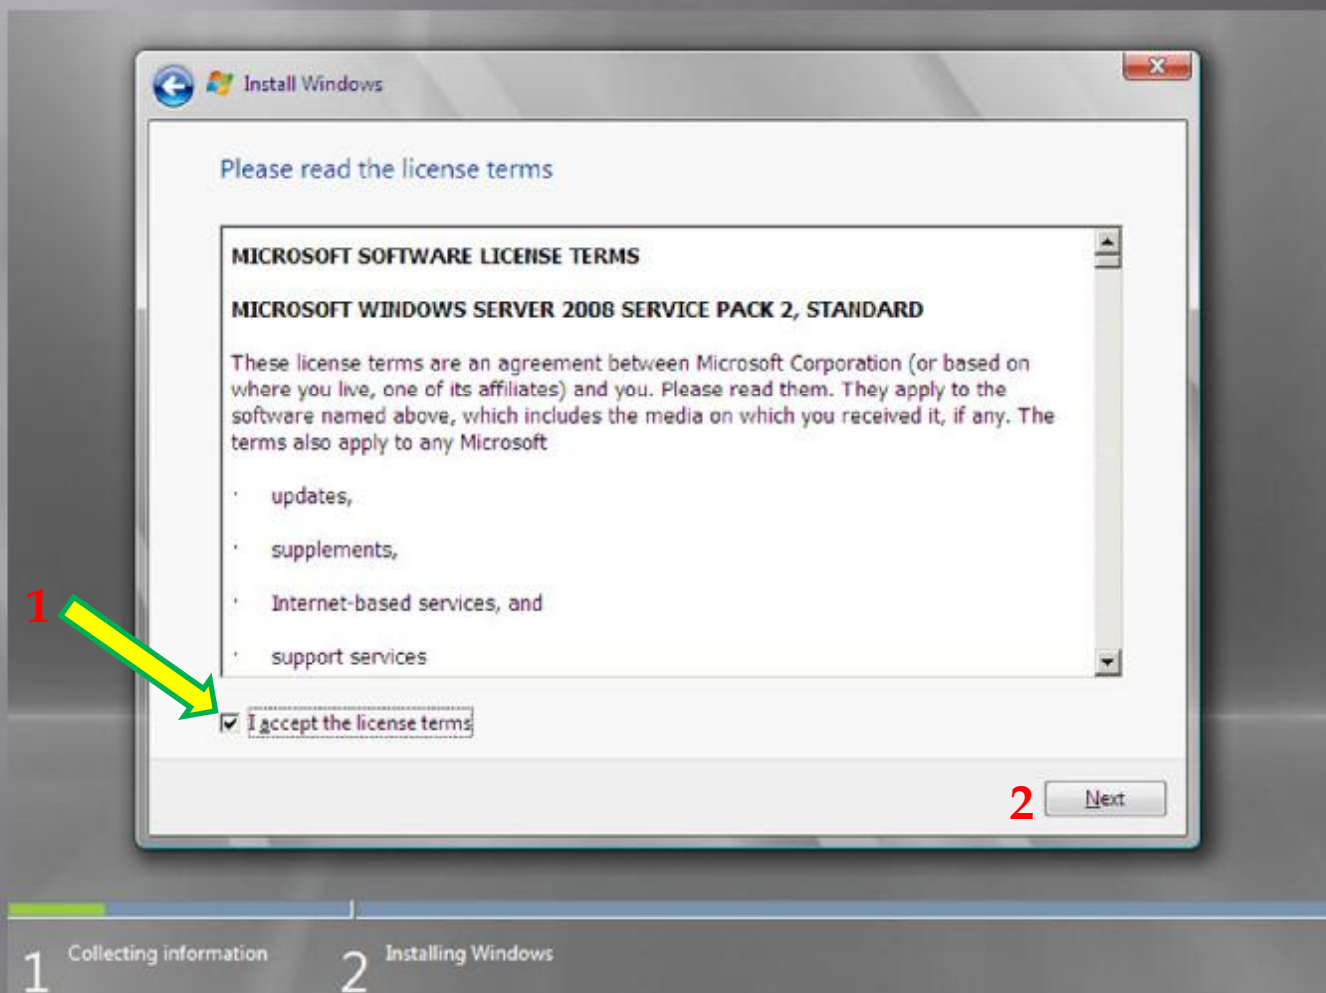 Install Windows
Please read the license terms
MICROSOFT SOFTWARE LICENSE TERMS
MICROSOFT WINDOWS SERVER 2008 SERVICE PACK 2, STANDARD
These license terms are an agreement between Microsoft Corporation (or based on
where you live, one of its affiliates) and you. Please read them. They apply to the
software named above, which includes the media on which you received it, if any. The
terms also apply to any Microsoft
· updates,
· supplements,
· Internet-based services, and
· support services
1
I accept the license terms
2 Next
1 Collecting information
2 Installing Windows